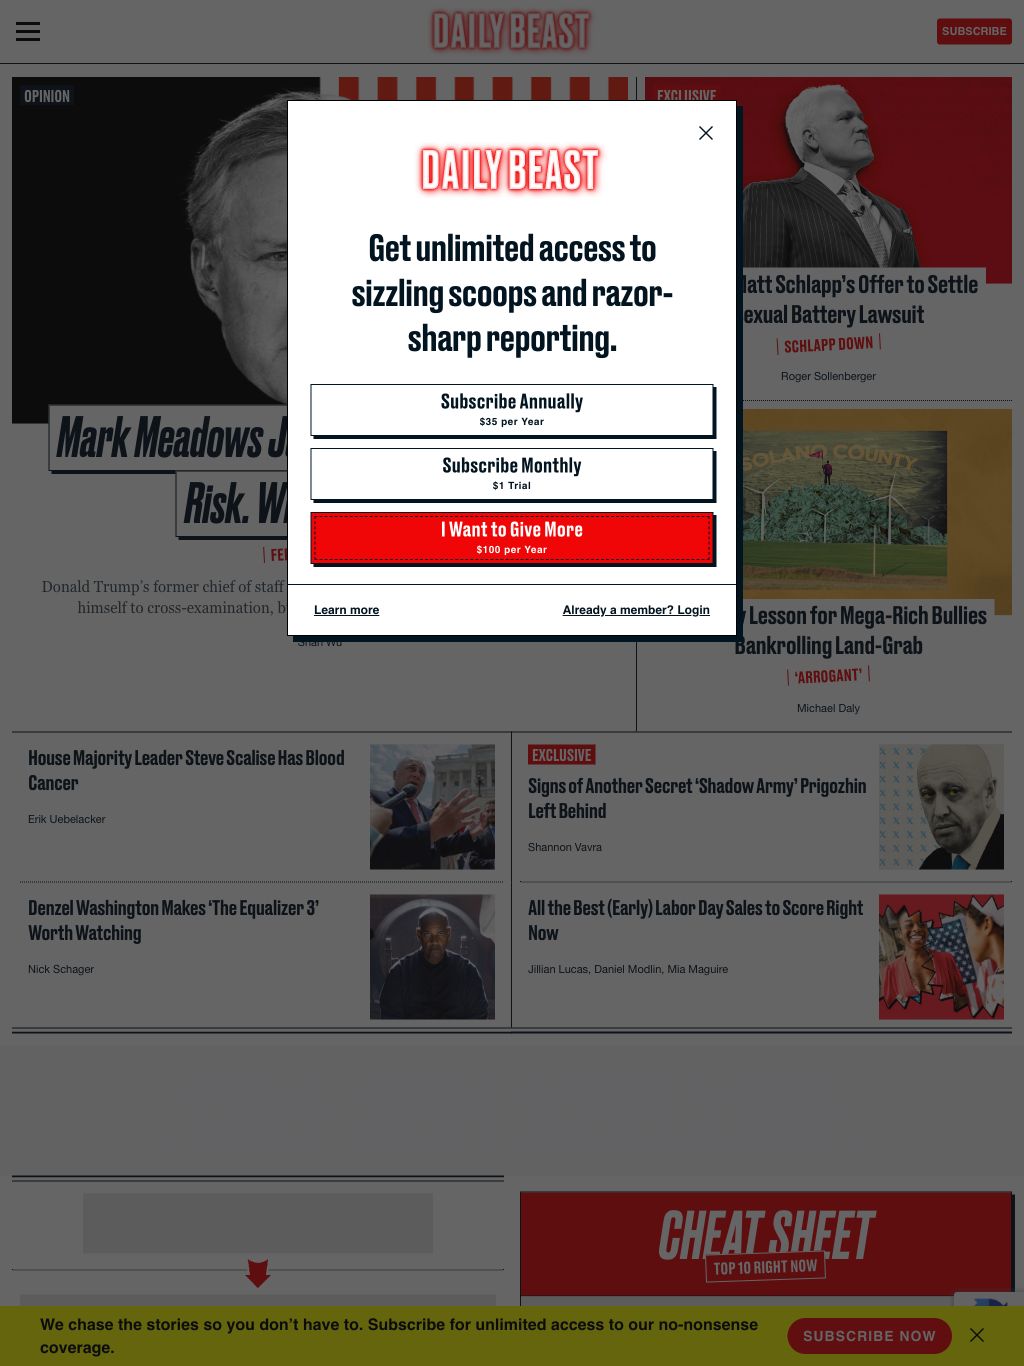 DAILY BEAST
SUBSCRIBE
OPINION
EXCLUSIVE
DAILY BEAST
Get unlimited access to
sizzling scoops and razor-
sharp reporting.
Subscribe Annually
$35 per Year
Subscribe Monthly
$1 Trial
I Want to Give More
$100 per Year
Learn more
Already a member? Login
Mark Meadows
Risk.
Donald Trump's former chief of staff
himself to cross-examination,
Shan Wu
Schlapp's Offer to Settle
Battery Lawsuit
SCHLAPP DOWN
Roger Sollenberger
SOLANO COUNTY
Lesson for Mega-Rich Bullies
Bankrolling Land-Grab
‘ARROGANT’
Michael Daly
House Majority Leader Steve Scalise Has Blood
Cancer
Erik Uebelacker
EXCLUSIVE
Signs of Another Secret ‘Shadow Army’ Prigozhin
Left Behind
Shannon Vavra
Denzel Washington Makes ‘The Equalizer 3’
Worth Watching
Nick Schager
All the Best (Early) Labor Day Sales to Score Right
Now
Jillian Lucas, Daniel Modlin, Mia Maguire
CHEAT SHEET
TOP 10 RIGHT NOW
We chase the stories so you don’t have to. Subscribe for unlimited access to our no-nonsense
coverage.
SUBSCRIBE NOW